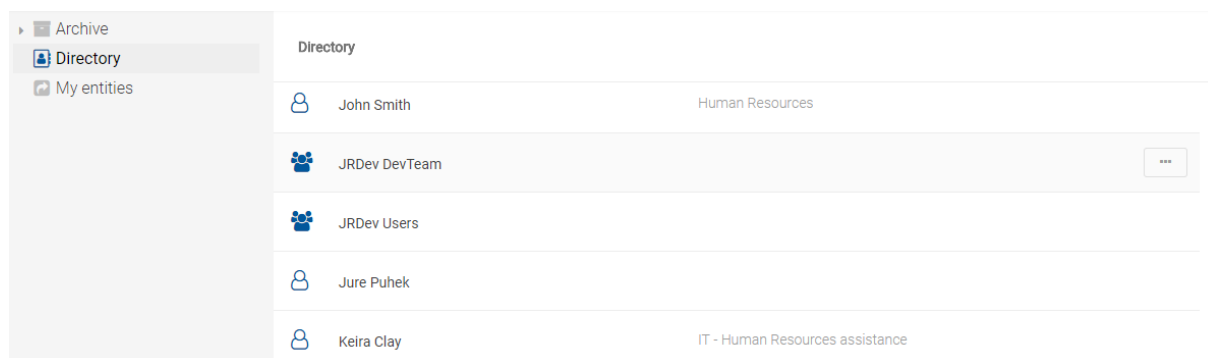 Archive
Directory
My entities
Directory
John Smith Human Resources
JRDev DevTeam
JRDev Users
Jure Puhek
Keira Clay IT - Human Resources assistance